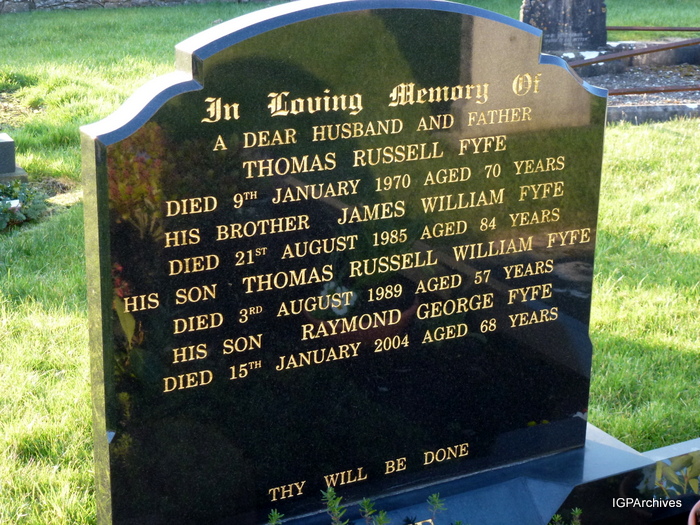 In Loving Memory Of
A DEAR HUSBAND AND FATHER
THOMAS RUSSELL FYFE
DIED 9TH JANUARY 1970 AGED 70 YEARS
HIS BROTHER JAMES WILLIAM FYFE
DIED 21ST AUGUST 1985 AGED 84 YEARS
HIS SON THOMAS RUSSELL WILLIAM FYFE
DIED 3RD AUGUST 1989 AGED 57 YEARS
HIS SON RAYMOND GEORGE FYFE
DIED 15TH JANUARY 2004 AGED 68 YEARS
THY WILL BE DONE
IGPArchives